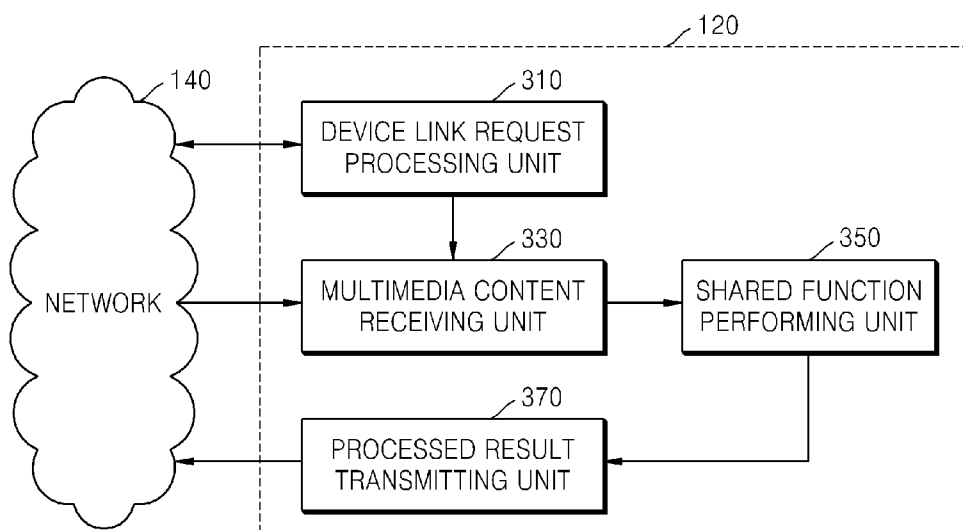 120
140
310
DEVICE LINK REQUEST
PROCESSING UNIT
330
350
NETWORK
MULTIMEDIA CONTENT
RECEIVING UNIT
SHARED FUNCTION
PERFORMING UNIT
370
PROCESSED RESULT
TRANSMITTING UNIT